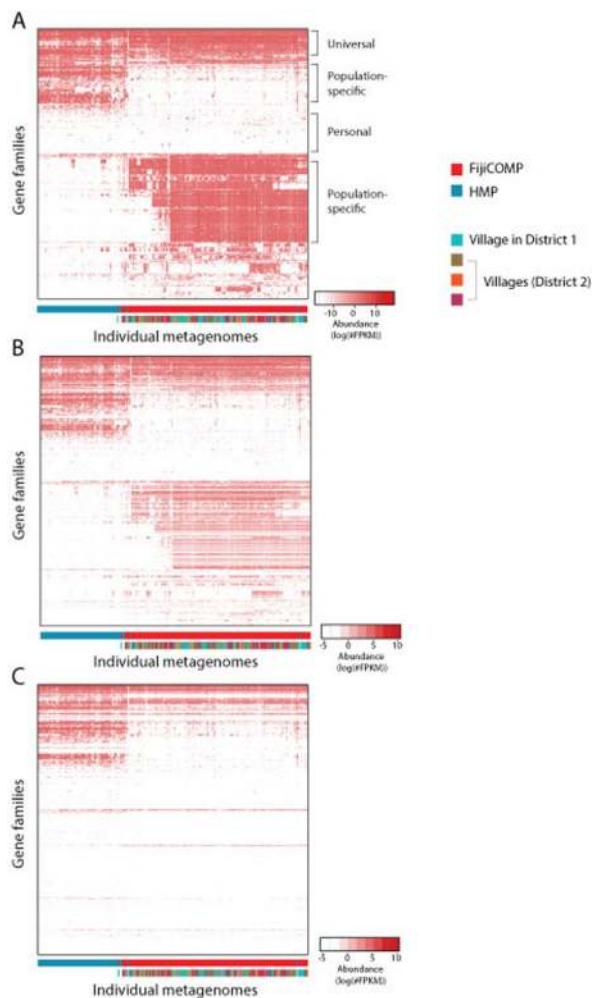 A
Gene families
Universal
Population-
specific
Personal
Population-
specific
FijiCOMP
HMP
Village in District 1
Villages (District 2)
-10 0 10
Abundance
(log(#FPKM))
Individual metagenomes
B
Gene families
-5 0 5 10
Abundance
(log(#FPKM))
Individual metagenomes
C
Gene families
-5 0 5 10
Abundance
(log(#FPKM))
Individual metagenomes